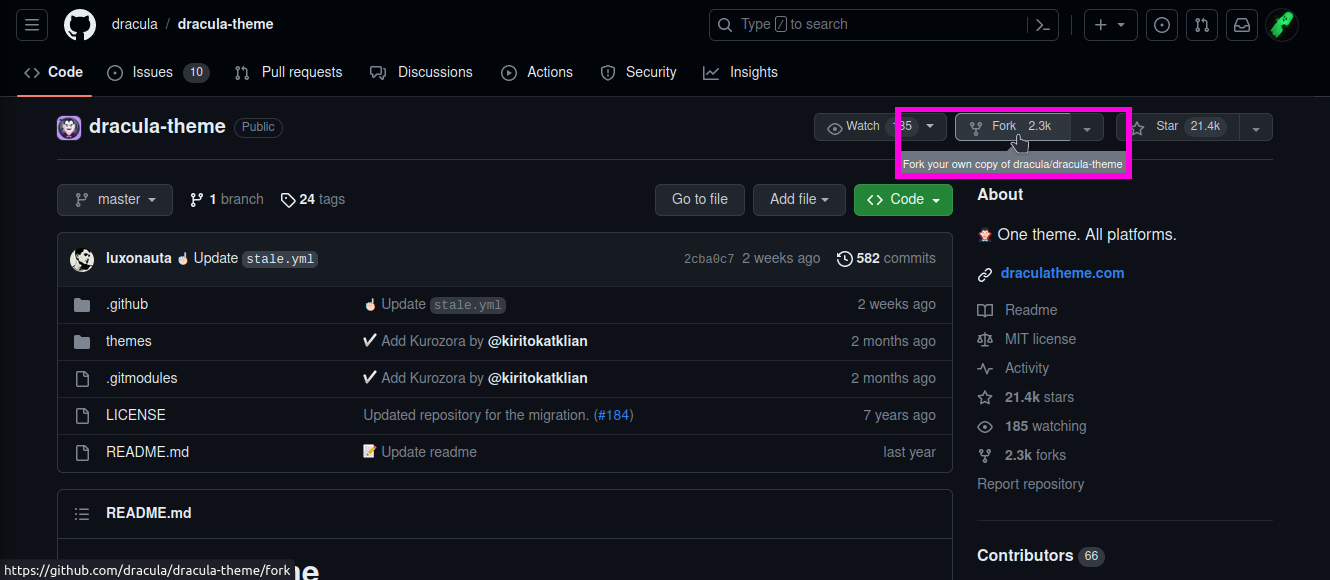 dracula / dracula-theme
Type / to search
Code
Issues 10
Pull requests
Discussions
Actions
Security
Insights
dracula-theme Public
Watch 185
Fork 2.3k
Star 21.4k
Fork your own copy of dracula/dracula-theme
master
1 branch
24 tags
Go to file
Add file
Code
luxonauta ☝🏻 Update stale.yml
2cba0c7 2 weeks ago
582 commits
.github ☝🏻 Update stale.yml 2 weeks ago
themes ✔ Add Kurozora by @kiritokatklian 2 months ago
.gitmodules ✔ Add Kurozora by @kiritokatklian 2 months ago
LICENSE Updated repository for the migration. (#184) 7 years ago
README.md 📝 Update readme last year
README.md
About
🧛🏻 One theme. All platforms.
draculatheme.com
Readme
MIT license
Activity
21.4k stars
185 watching
2.3k forks
Report repository
Contributors 66
https://github.com/dracula/dracula-theme/fork